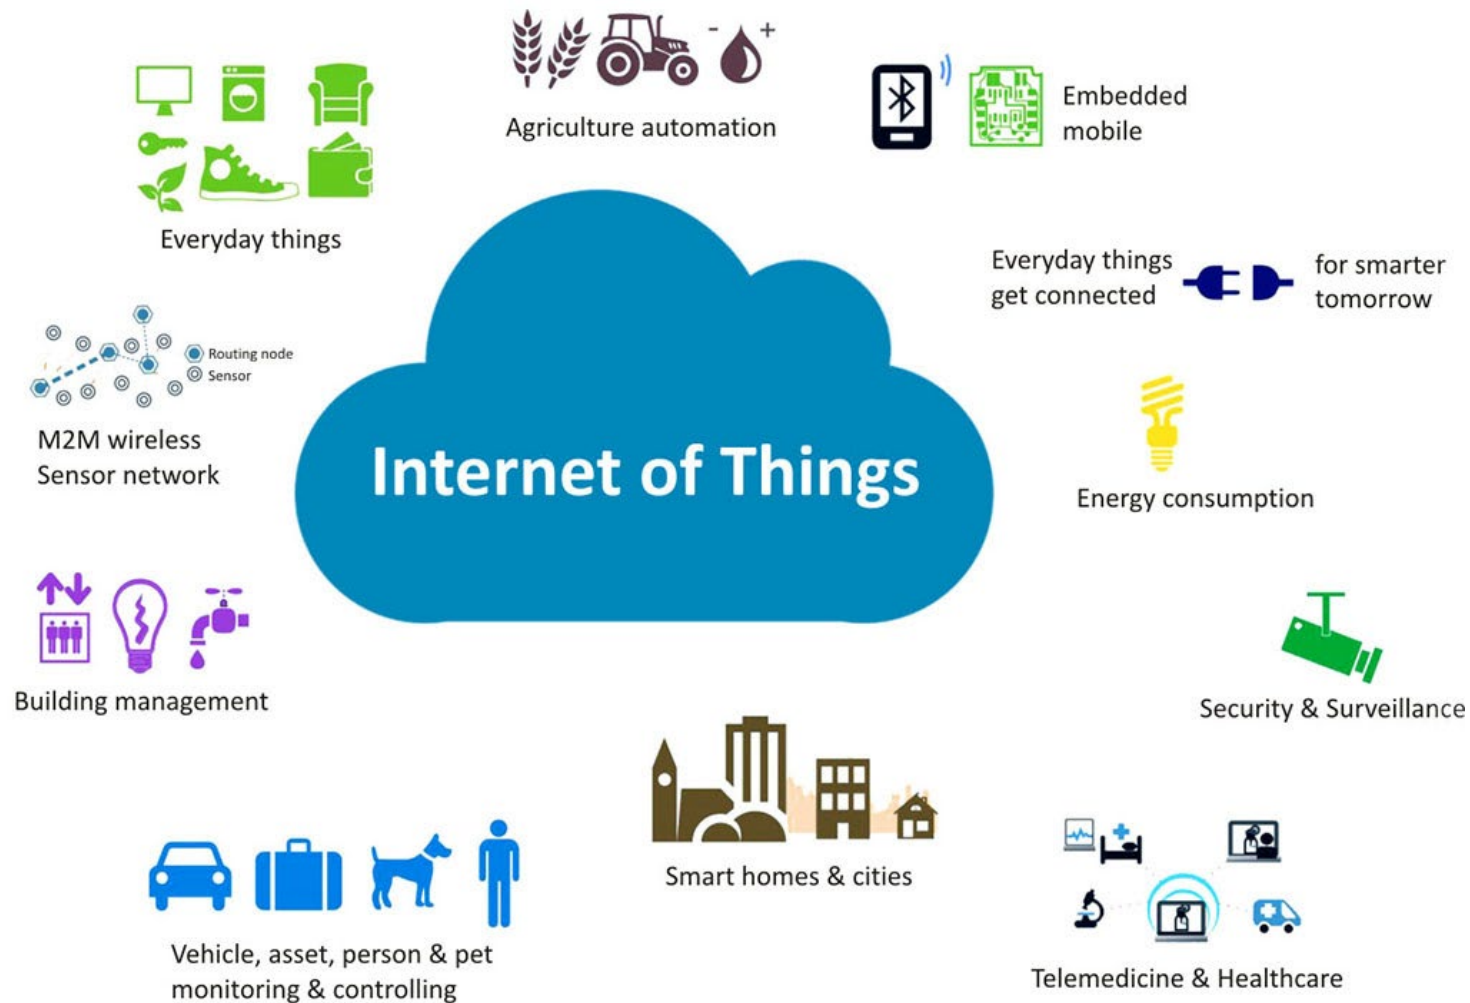 - +
Agriculture automation
Embedded
mobile
Everyday things
Everyday things
get connected
for smarter
tomorrow
Routing node
Sensor
M2M wireless
Sensor network
Internet of Things
Energy consumption
Building management
Security & Surveillance
Smart homes & cities
Vehicle, asset, person & pet
monitoring & controlling
Telemedicine & Healthcare